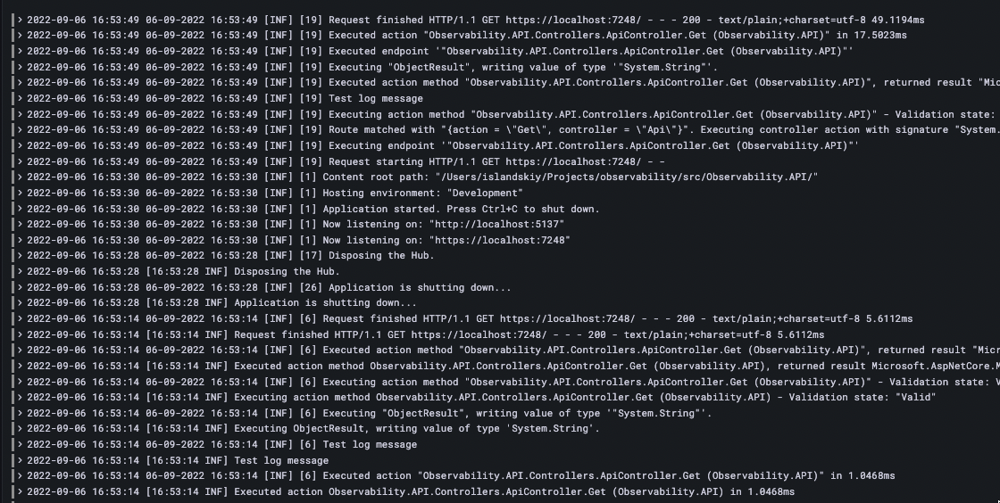 > 2022-09-06 16:53:49 06-09-2022 16:53:49 [INF] [19] Request finished HTTP/1.1 GET https://localhost:7248/ - - - 200 - text/plain;+charset=utf-8 49.1194ms
> 2022-09-06 16:53:49 06-09-2022 16:53:49 [INF] [19] Executed action "Observability.API.Controllers.ApiController.Get (Observability.API)" in 17.5023ms
> 2022-09-06 16:53:49 06-09-2022 16:53:49 [INF] [19] Executed endpoint '"Observability.API.Controllers.ApiController.Get (Observability.API)"'
> 2022-09-06 16:53:49 06-09-2022 16:53:49 [INF] [19] Executing "ObjectResult", writing value of type '"System.String"'.
> 2022-09-06 16:53:49 06-09-2022 16:53:49 [INF] [19] Executed action method "Observability.API.Controllers.ApiController.Get (Observability.API)", returned result "Mic
> 2022-09-06 16:53:49 06-09-2022 16:53:49 [INF] [19] Test log message
> 2022-09-06 16:53:49 06-09-2022 16:53:49 [INF] [19] Executing action method "Observability.API.Controllers.ApiController.Get (Observability.API)" - Validation state:
> 2022-09-06 16:53:49 06-09-2022 16:53:49 [INF] [19] Route matched with "{action = \"Get\", controller = \"Api\"}". Executing controller action with signature "System.
> 2022-09-06 16:53:49 06-09-2022 16:53:49 [INF] [19] Executing endpoint '"Observability.API.Controllers.ApiController.Get (Observability.API)"'
> 2022-09-06 16:53:49 06-09-2022 16:53:49 [INF] [19] Request starting HTTP/1.1 GET https://localhost:7248/ - -
> 2022-09-06 16:53:30 06-09-2022 16:53:30 [INF] [1] Content root path: "/Users/islandskiy/Projects/observability/src/Observability.API/"
> 2022-09-06 16:53:30 06-09-2022 16:53:30 [INF] [1] Hosting environment: "Development"
> 2022-09-06 16:53:30 06-09-2022 16:53:30 [INF] [1] Application started. Press Ctrl+C to shut down.
> 2022-09-06 16:53:30 06-09-2022 16:53:30 [INF] [1] Now listening on: "http://localhost:5137"
> 2022-09-06 16:53:30 06-09-2022 16:53:30 [INF] [1] Now listening on: "https://localhost:7248"
> 2022-09-06 16:53:28 06-09-2022 16:53:28 [INF] [17] Disposing the Hub.
> 2022-09-06 16:53:28 [16:53:28 INF] Disposing the Hub.
> 2022-09-06 16:53:28 06-09-2022 16:53:28 [INF] [26] Application is shutting down...
> 2022-09-06 16:53:28 [16:53:28 INF] Application is shutting down...
> 2022-09-06 16:53:14 06-09-2022 16:53:14 [INF] [6] Request finished HTTP/1.1 GET https://localhost:7248/ - - - 200 - text/plain;+charset=utf-8 5.6112ms
> 2022-09-06 16:53:14 [16:53:14 INF] Request finished HTTP/1.1 GET https://localhost:7248/ - - - 200 - text/plain;+charset=utf-8 5.6112ms
> 2022-09-06 16:53:14 06-09-2022 16:53:14 [INF] [6] Executed action method "Observability.API.Controllers.ApiController.Get (Observability.API)", returned result "Micr
> 2022-09-06 16:53:14 [16:53:14 INF] Executed action method Observability.API.Controllers.ApiController.Get (Observability.API), returned result Microsoft.AspNetCore.M
> 2022-09-06 16:53:14 06-09-2022 16:53:14 [INF] [6] Executing action method "Observability.API.Controllers.ApiController.Get (Observability.API)" - Validation state: V
> 2022-09-06 16:53:14 [16:53:14 INF] Executing action method Observability.API.Controllers.ApiController.Get (Observability.API) - Validation state: "Valid"
> 2022-09-06 16:53:14 06-09-2022 16:53:14 [INF] [6] Executing "ObjectResult", writing value of type '"System.String"'.
> 2022-09-06 16:53:14 [16:53:14 INF] Executing ObjectResult, writing value of type 'System.String'.
> 2022-09-06 16:53:14 06-09-2022 16:53:14 [INF] [6] Test log message
> 2022-09-06 16:53:14 [16:53:14 INF] Test log message
> 2022-09-06 16:53:14 06-09-2022 16:53:14 [INF] [6] Executed action "Observability.API.Controllers.ApiController.Get (Observability.API)" in 1.0468ms
> 2022-09-06 16:53:14 [16:53:14 INF] Executed action Observability.API.Controllers.ApiController.Get (Observability.API) in 1.0468ms